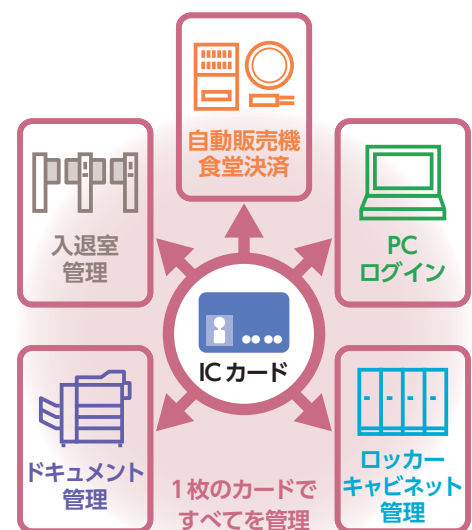 自動販売機
食堂決済
入退室
管理
PC
ログイン
ICカード
ドキュメント
管理
ロッカー
キャビネット
管理
1枚のカードで
すべてを管理